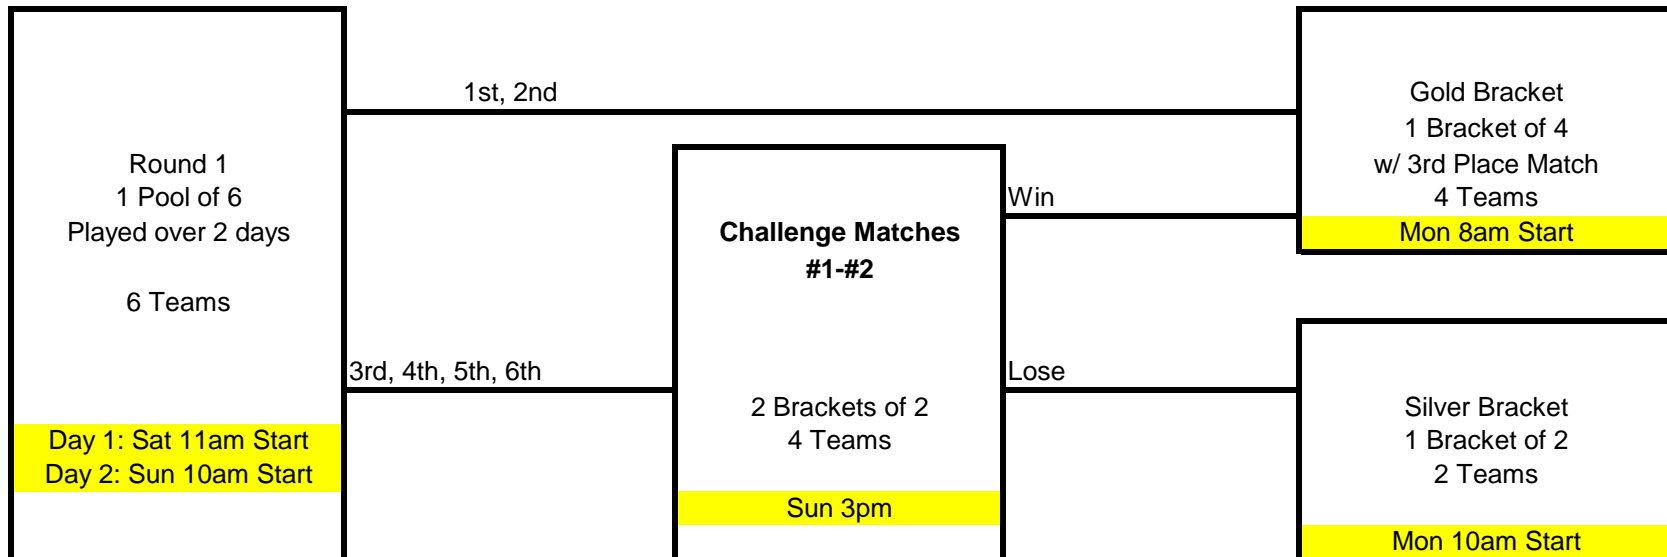 1st, 2nd
Round 1
1 Pool of 6
Played over 2 days
6 Teams
Day 1: Sat 11am Start
Day 2: Sun 10am Start
3rd, 4th, 5th, 6th
Challenge Matches
#1-#2
2 Brackets of 2
4 Teams
Sun 3pm
Win
Lose
Gold Bracket
1 Bracket of 4
w/ 3rd Place Match
4 Teams
Mon 8am Start
Silver Bracket
1 Bracket of 2
2 Teams
Mon 10am Start